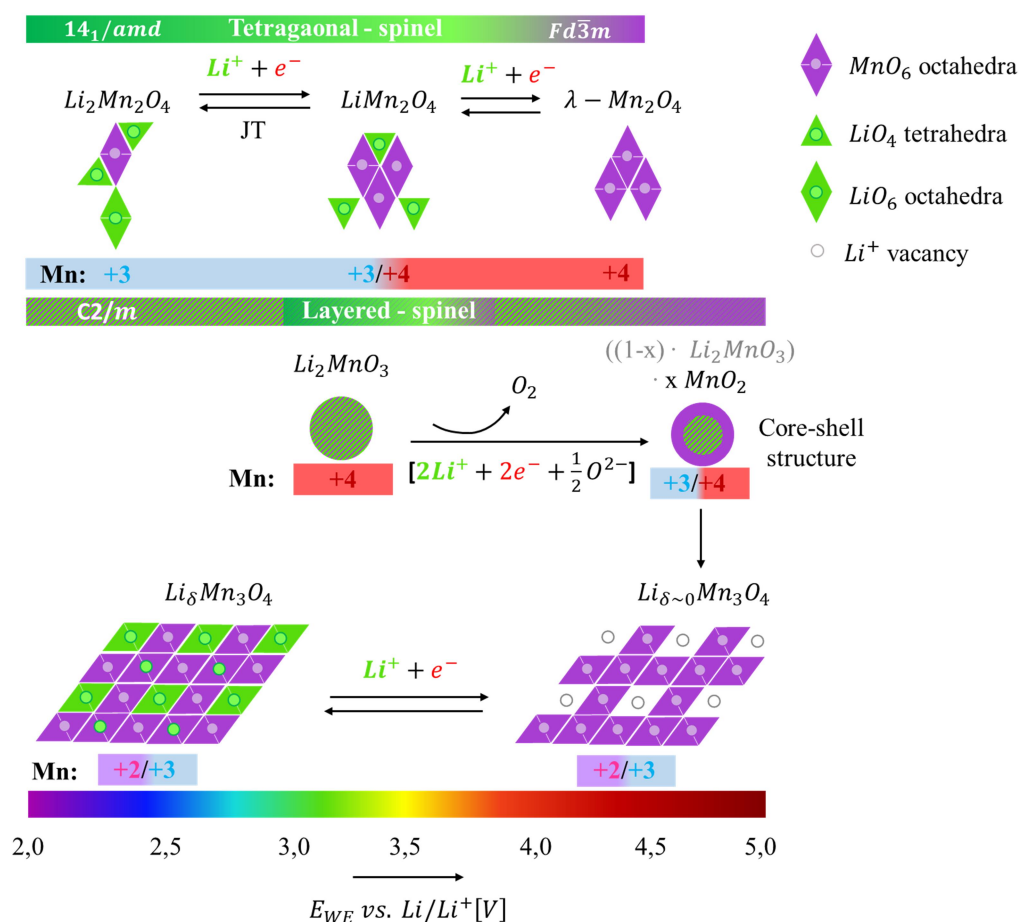 14₁/amd Tetragaonal - spinel Fd3̅m
Li⁺ + e⁻ Li⁺ + e⁻
Li₂Mn₂O₄ LiMn₂O₄ λ − Mn₂O₄
JT
MnO₆ octahedra
LiO₄ tetrahedra
LiO₆ octahedra
Li⁺ vacancy
Mn: +3 +3/+4 +4
C2/m Layered - spinel
Li₂MnO₃
((1-x) · Li₂MnO₃)
· x MnO₂
O₂
Core-shell
structure
Mn: +4
[2Li⁺ + 2e⁻ + ½O²⁻]
+3/+4
LiδMn₃O₄ Liδ~0Mn₃O₄
Li⁺ + e⁻
Mn: +2/+3 +2/+3
2,0 2,5 3,0 3,5 4,0 4,5 5,0
E_WE vs. Li/Li⁺[V]